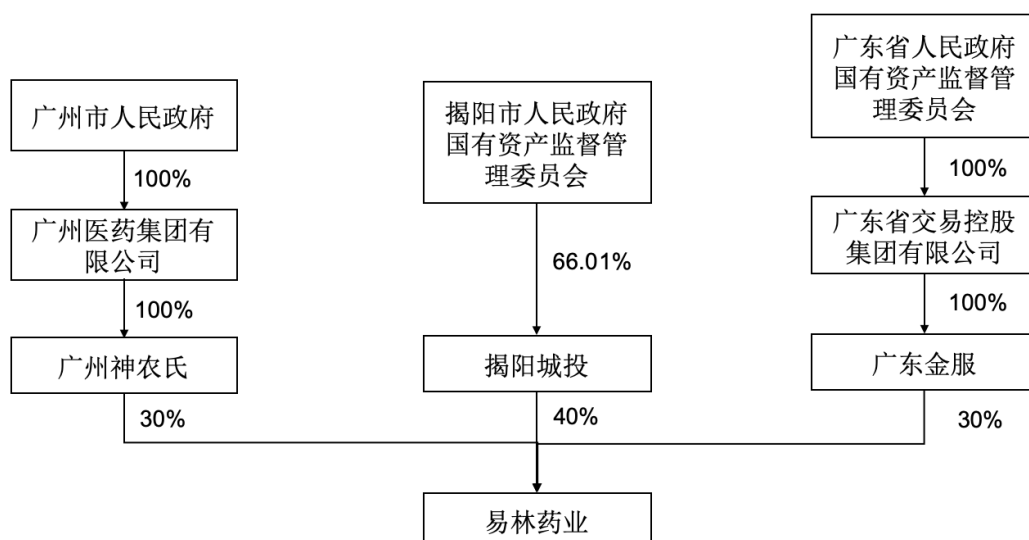 广州市人民政府
100%
广州医药集团有
限公司
100%
广州神农氏
30%
揭阳市人民政府
国有资产监督管
理委员会
66.01%
揭阳城投
40%
广东省人民政府
国有资产监督管
理委员会
100%
广东省交易控股
集团有限公司
100%
广东金服
30%
易林药业